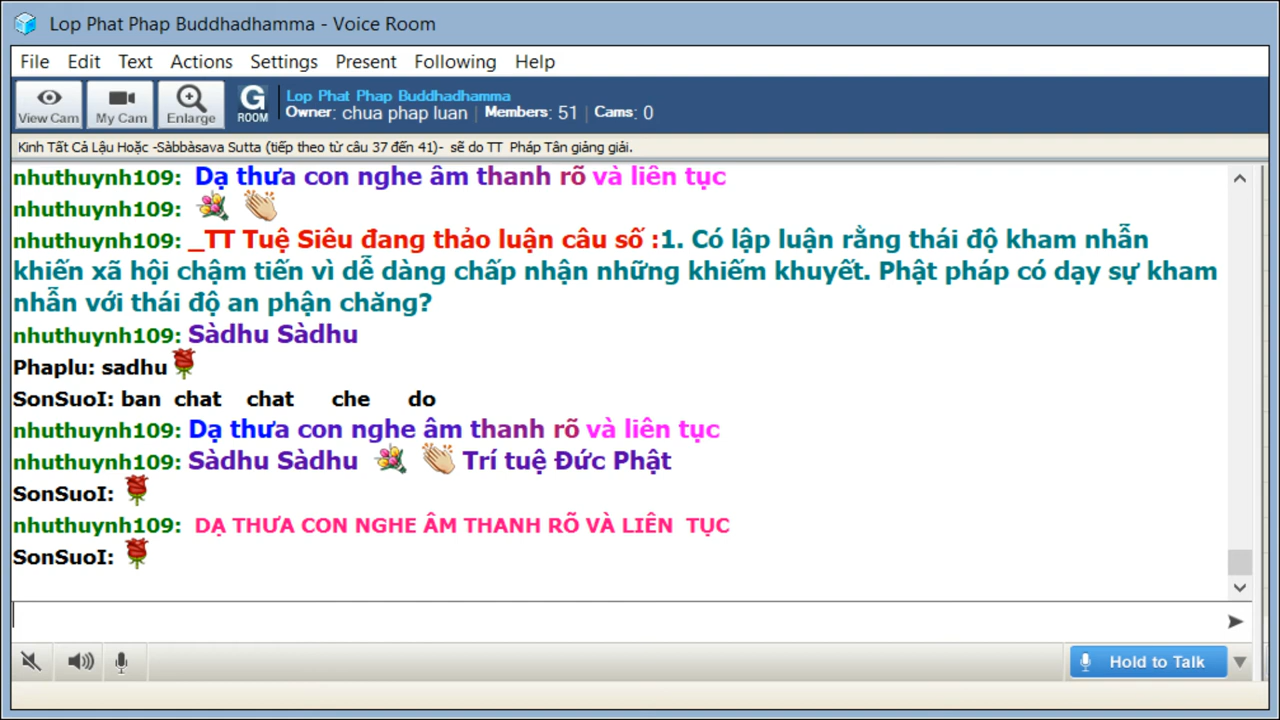 Lop Phat Phap Buddhadhamma - Voice Room
File Edit Text Actions Settings Present Following Help
View Cam My Cam Enlarge G ROOM
Lop Phat Phap Buddhadhamma
Owner: chua phap luan | Members: 51 | Cams: 0
Kinh Tất Cả Lậu Hoặc -Sàbbàsava Sutta (tiếp theo từ câu 37 đến 41)- sẽ do TT Pháp Tân giảng giải.
nhuthuynh109: Dạ thưa con nghe âm thanh rõ và liên tục
nhuthuynh109:
nhuthuynh109: _TT Tuệ Siêu đang thảo luận câu số :1. Có lập luận rằng thái độ kham nhẫn
khiến xã hội chậm tiến vì dễ dàng chấp nhận những khiếm khuyết. Phật pháp có dạy sự kham
nhẫn với thái độ an phận chăng?
nhuthuynh109: Sàdhu Sàdhu
Phaplu: sadhu
SonSuoI: ban chat chat che do
nhuthuynh109: Dạ thưa con nghe âm thanh rõ và liên tục
nhuthuynh109: Sàdhu Sàdhu Trí tuệ Đức Phật
SonSuoI:
nhuthuynh109: DẠ THƯA CON NGHE ÂM THANH RÕ VÀ LIÊN TỤC
SonSuoI:
Hold to Talk